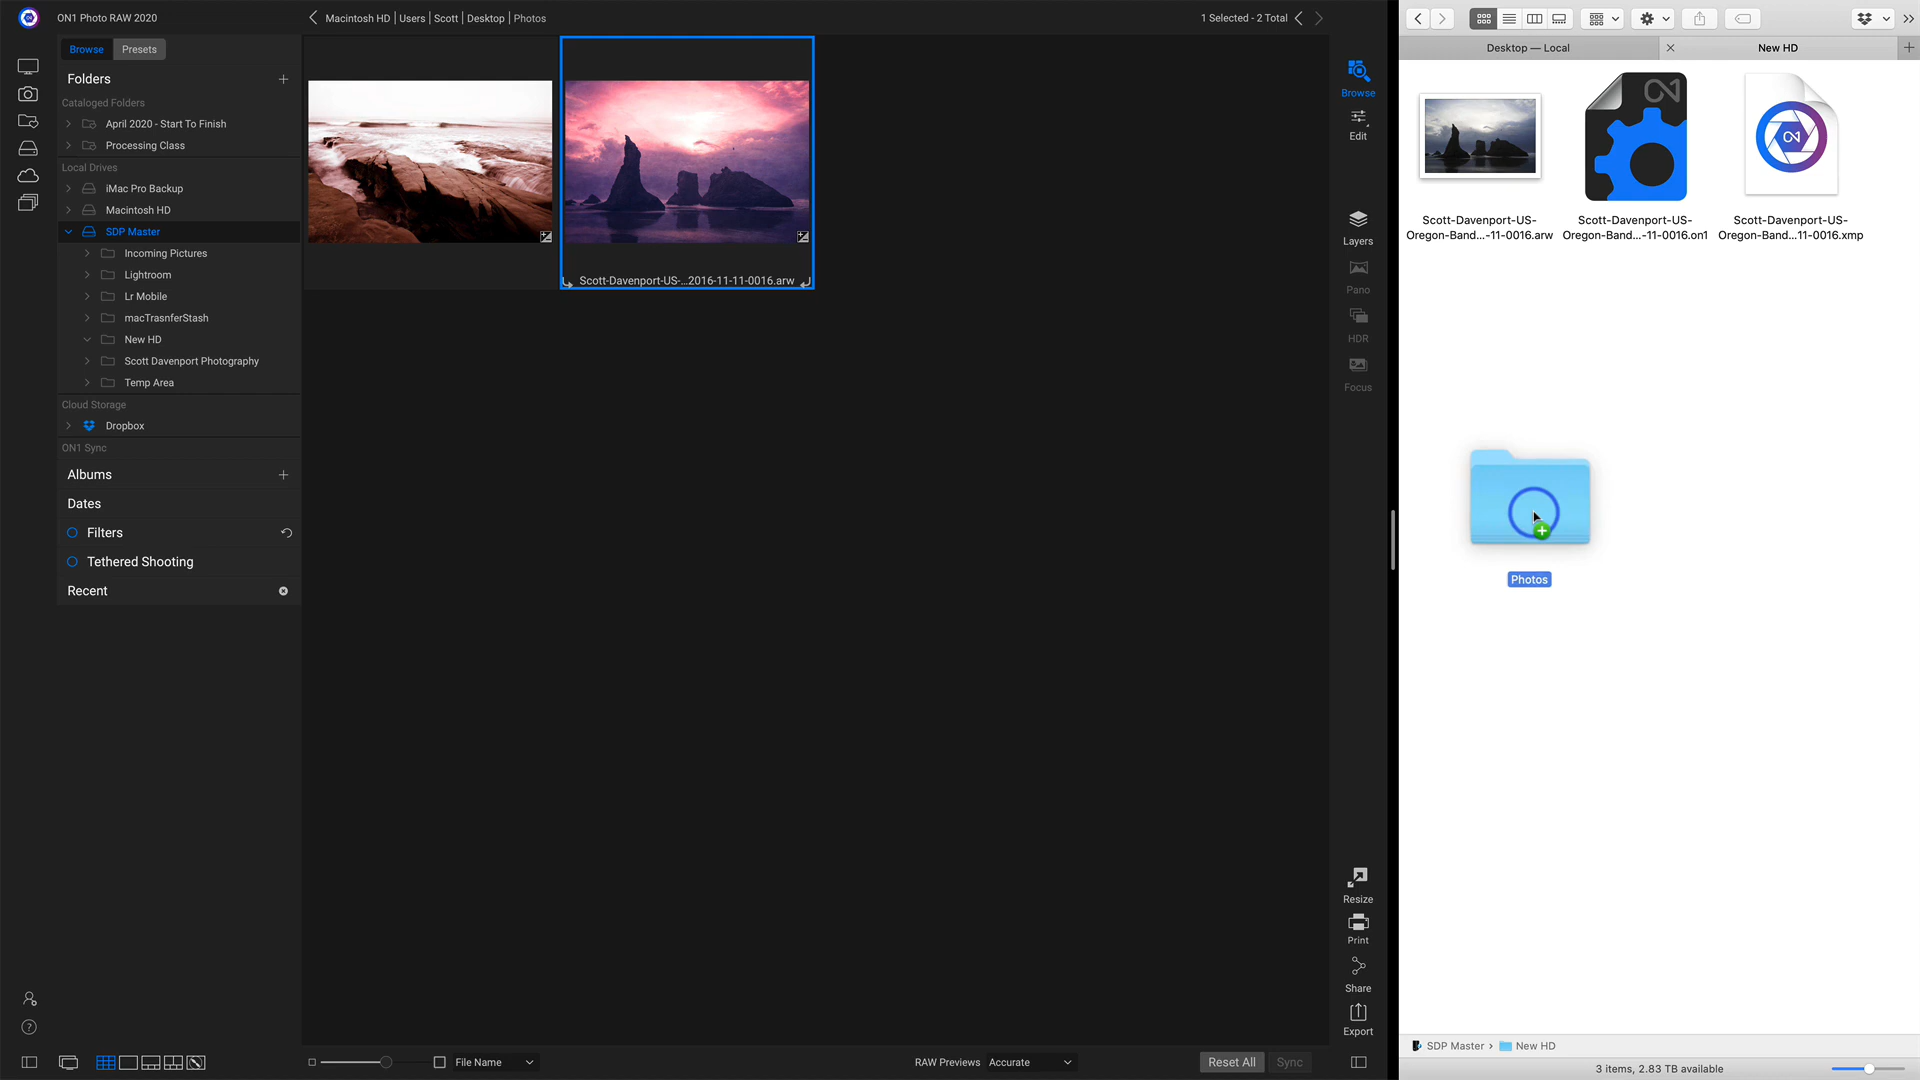 ON1 Photo RAW 2020
Macintosh HD | Users | Scott | Desktop | Photos
1 Selected - 2 Total
Browse
Presets
Folders
Cataloged Folders
April 2020 - Start To Finish
Processing Class
Local Drives
iMac Pro Backup
Macintosh HD
SDP Master
Incoming Pictures
Lightroom
Lr Mobile
macTrasnferStash
New HD
Scott Davenport Photography
Temp Area
Cloud Storage
Dropbox
ON1 Sync
Albums
Dates
Filters
Tethered Shooting
Recent
Scott-Davenport-US-...2016-11-11-0016.arw
Browse
Edit
Layers
Pano
HDR
Focus
Resize
Print
Share
Export
File Name
RAW Previews Accurate
Reset All
Sync
Desktop — Local
New HD
Scott-Davenport-US-
Oregon-Band...-11-0016.arw
Scott-Davenport-US-
Oregon-Band...-11-0016.on1
Scott-Davenport-US-
Oregon-Band...11-0016.xmp
Photos
SDP Master › New HD
3 items, 2.83 TB available